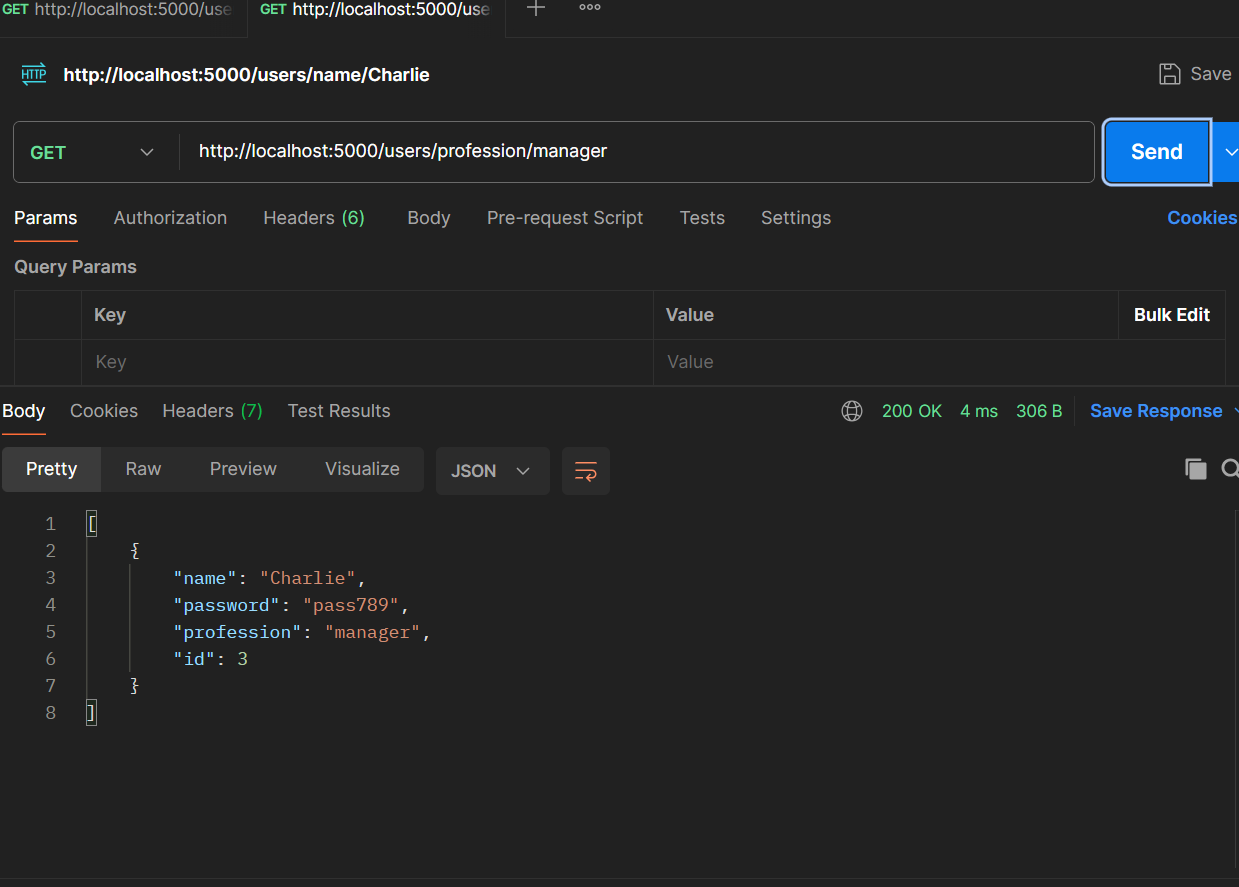 GET http://localhost:5000/use GET http://localhost:5000/use
HTTP http://localhost:5000/users/name/Charlie Save
GET http://localhost:5000/users/profession/manager Send
Params Authorization Headers (6) Body Pre-request Script Tests Settings Cookies
Query Params
Key Value Bulk Edit
Key Value
Body Cookies Headers (7) Test Results 200 OK 4 ms 306 B Save Response
Pretty Raw Preview Visualize JSON
1 [
2 {
3 "name": "Charlie",
4 "password": "pass789",
5 "profession": "manager",
6 "id": 3
7 }
8 ]